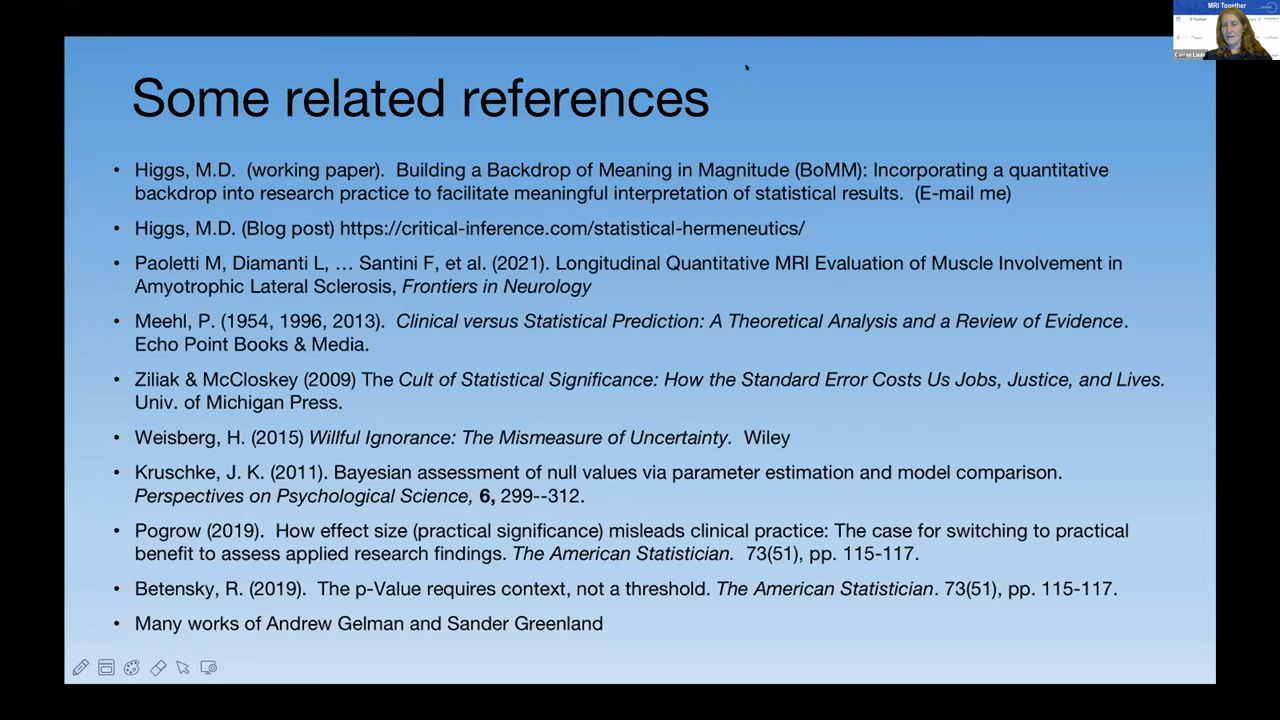 MRI Together
Some related references
• Higgs, M.D. (working paper). Building a Backdrop of Meaning in Magnitude (BoMM): Incorporating a quantitative
backdrop into research practice to facilitate meaningful interpretation of statistical results. (E-mail me)
• Higgs, M.D. (Blog post) https://critical-inference.com/statistical-hermeneutics/
• Paoletti M, Diamanti L, … Santini F, et al. (2021). Longitudinal Quantitative MRI Evaluation of Muscle Involvement in
Amyotrophic Lateral Sclerosis, Frontiers in Neurology
• Meehl, P. (1954, 1996, 2013). Clinical versus Statistical Prediction: A Theoretical Analysis and a Review of Evidence.
Echo Point Books & Media.
• Ziliak & McCloskey (2009) The Cult of Statistical Significance: How the Standard Error Costs Us Jobs, Justice, and Lives.
Univ. of Michigan Press.
• Weisberg, H. (2015) Willful Ignorance: The Mismeasure of Uncertainty. Wiley
• Kruschke, J. K. (2011). Bayesian assessment of null values via parameter estimation and model comparison.
Perspectives on Psychological Science, 6, 299--312.
• Pogrow (2019). How effect size (practical significance) misleads clinical practice: The case for switching to practical
benefit to assess applied research findings. The American Statistician. 73(51), pp. 115-117.
• Betensky, R. (2019). The p-Value requires context, not a threshold. The American Statistician. 73(51), pp. 115-117.
• Many works of Andrew Gelman and Sander Greenland